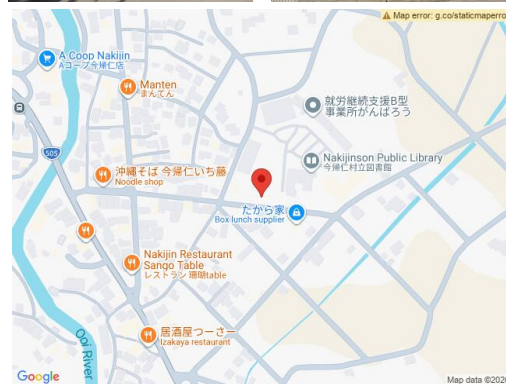 Map error: g.co/staticmaperro
A Coop Nakijin
Aコープ今帰仁店
Manten
まんてん
就労継続支援B型
事業所がんばろう
505
Nakijinson Public Library
今帰仁村立図書館
沖縄そば 今帰仁いち藤
Noodle shop
たから家
Box lunch supplier
Nakijin Restaurant
Sango Table
レストラン 珊瑚table
居酒屋つーさー
Izakaya restaurant
Ooi River
Google
Map data ©202